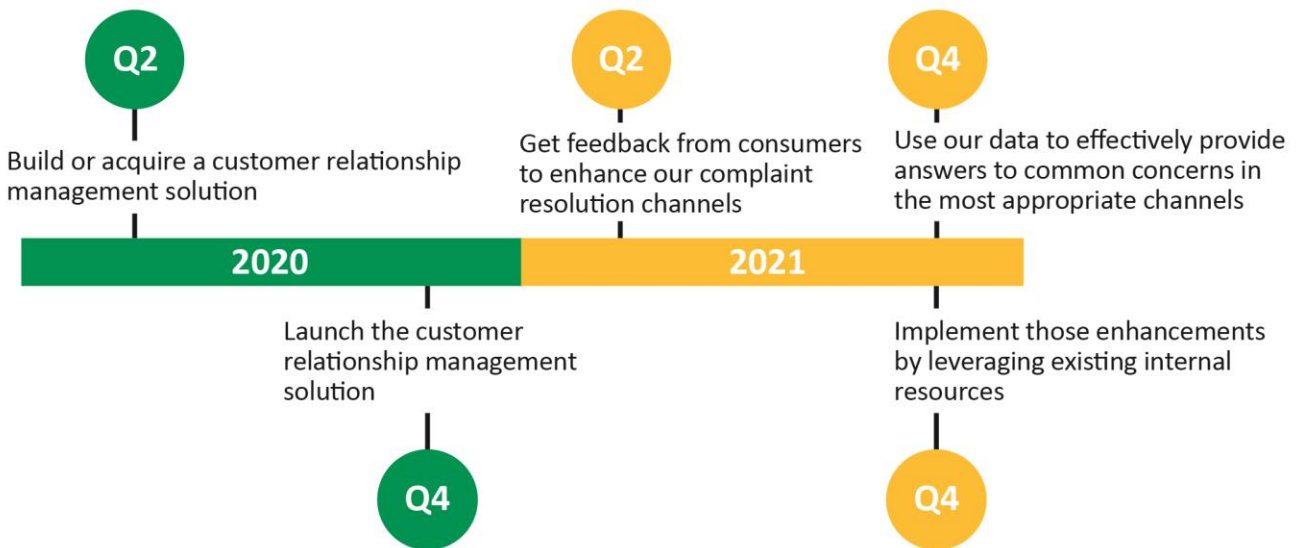 Q2
Build or acquire a customer relationship
management solution
Q2
Get feedback from consumers
to enhance our complaint
resolution channels
Q4
Use our data to effectively provide
answers to common concerns in
the most appropriate channels
2020
2021
Launch the customer
relationship management
solution
Q4
Implement those enhancements
by leveraging existing internal
resources
Q4